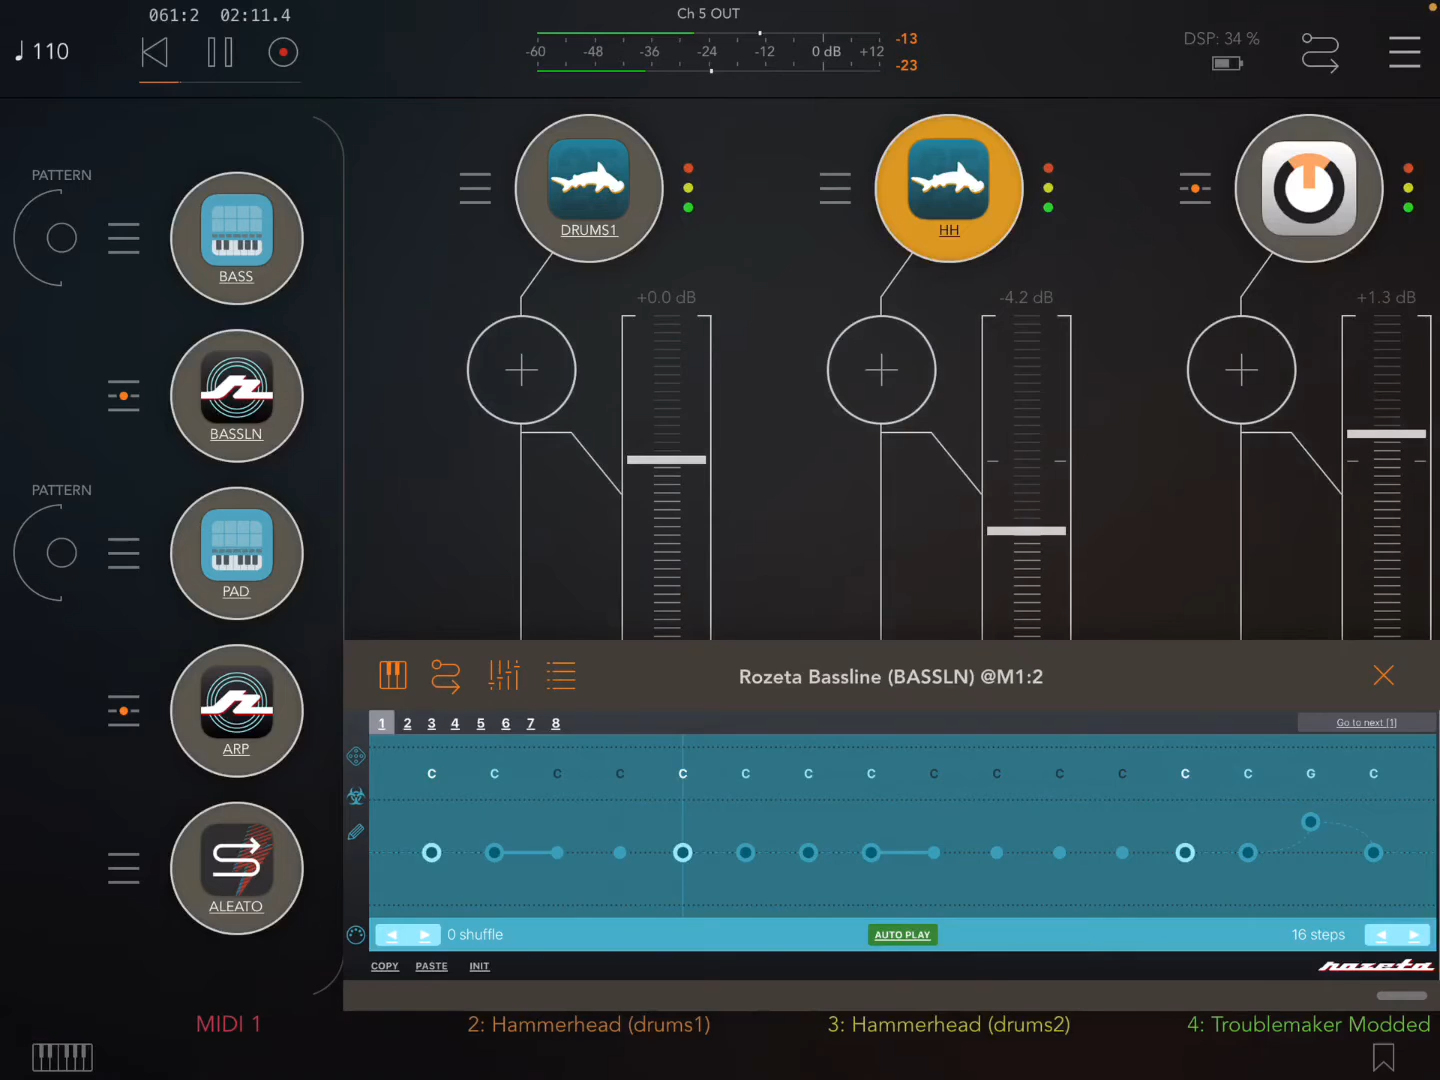 061:2 02:11.4
Ch 5 OUT
♩110
-60 -48 -36 -24 -12 0 dB +12
-13
-23
DSP: 34 %
PATTERN
BASS
BASSLN
PATTERN
PAD
ARP
ALEATO
MIDI 1
DRUMS1
+0.0 dB
HH
-4.2 dB
+1.3 dB
Rozeta Bassline (BASSLN) @M1:2
1 2 3 4 5 6 7 8
Go to next [1]
C C C C C C C C C C C C C C G C
0 shuffle
AUTO PLAY
16 steps
COPY PASTE INIT
rozeta
2: Hammerhead (drums1)
3: Hammerhead (drums2)
4: Troublemaker Modded